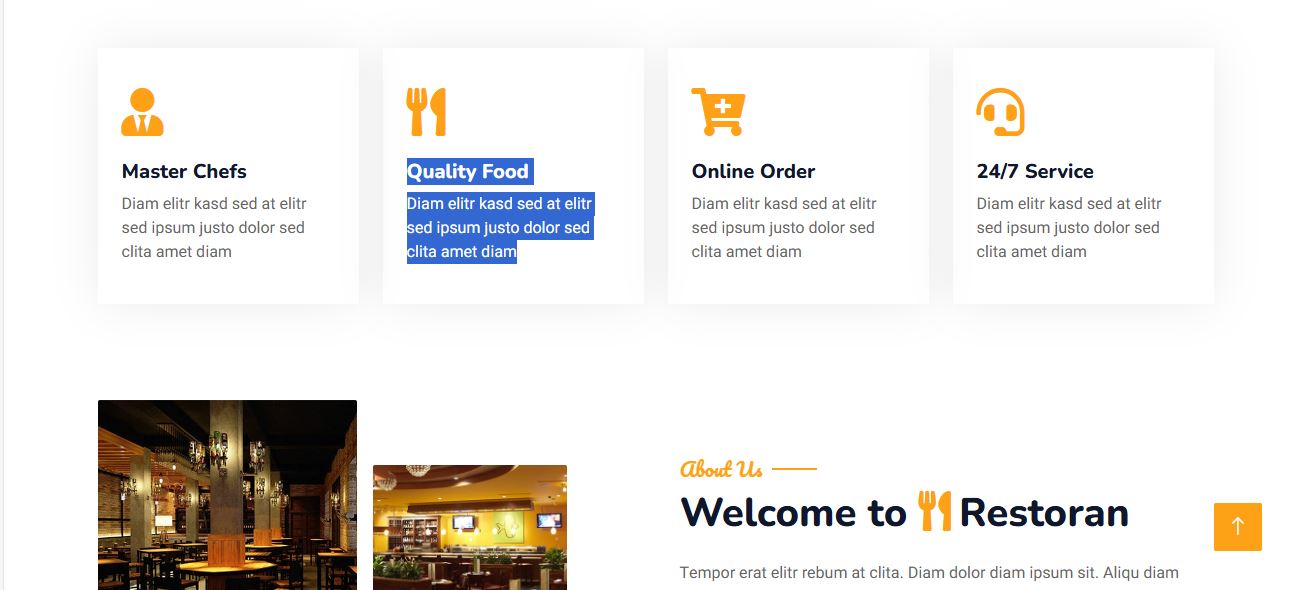 Master Chefs
Diam elitr kasd sed at elitr
sed ipsum justo dolor sed
clita amet diam
Quality Food
Diam elitr kasd sed at elitr
sed ipsum justo dolor sed
clita amet diam
Online Order
Diam elitr kasd sed at elitr
sed ipsum justo dolor sed
clita amet diam
24/7 Service
Diam elitr kasd sed at elitr
sed ipsum justo dolor sed
clita amet diam
About Us
Welcome to Restoran
Tempor erat elitr rebum at clita. Diam dolor diam ipsum sit. Aliqu diam